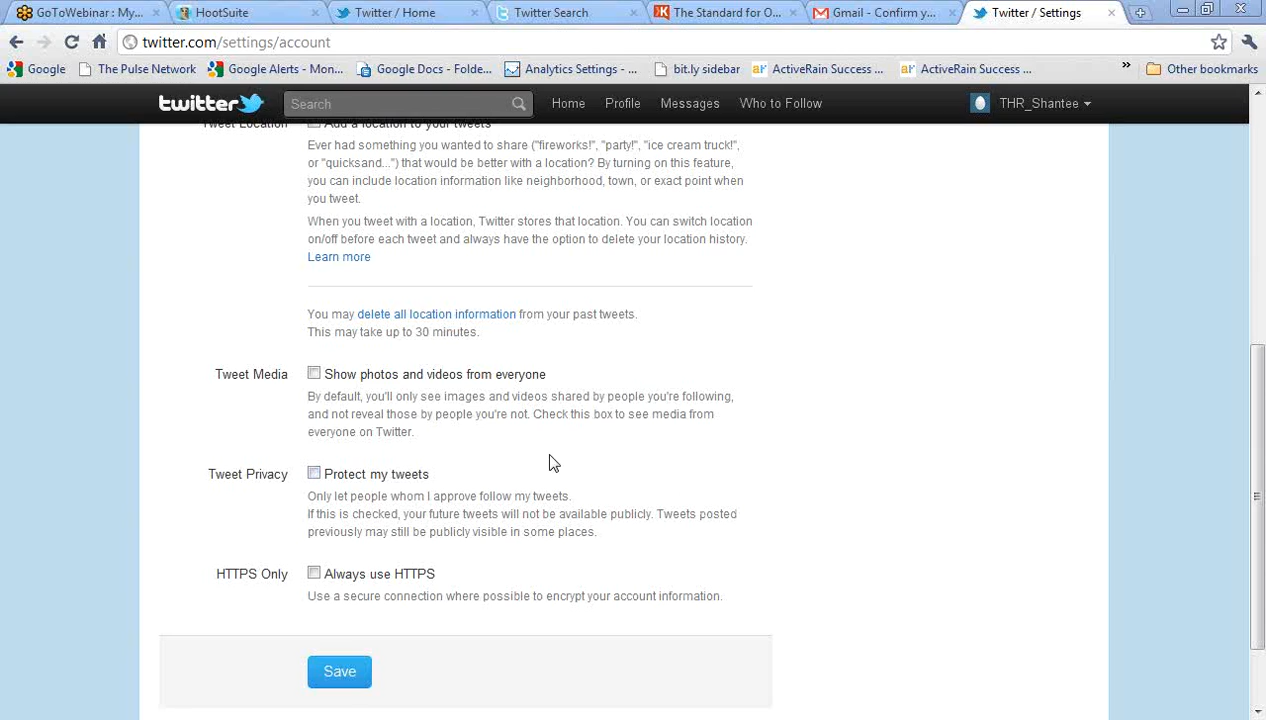 GoToWebinar : My...
HootSuite
Twitter / Home
Twitter Search
The Standard for O...
Gmail - Confirm y...
Twitter / Settings
twitter.com/settings/account
Google
The Pulse Network
Google Alerts - Mon...
Google Docs - Folde...
Analytics Settings - ...
bit.ly sidebar
ActiveRain Success ...
ActiveRain Success ...
»
Other bookmarks
twitter
Search
Home
Profile
Messages
Who to Follow
THR_Shantee
Tweet Location
Add a location to your tweets
Ever had something you wanted to share ("fireworks!", "party!", "ice cream truck!",
or "quicksand...") that would be better with a location? By turning on this feature,
you can include location information like neighborhood, town, or exact point when
you tweet.
When you tweet with a location, Twitter stores that location. You can switch location
on/off before each tweet and always have the option to delete your location history.
Learn more
You may delete all location information from your past tweets.
This may take up to 30 minutes.
Tweet Media
Show photos and videos from everyone
By default, you'll only see images and videos shared by people you're following,
and not reveal those by people you're not. Check this box to see media from
everyone on Twitter.
Tweet Privacy
Protect my tweets
Only let people whom I approve follow my tweets.
If this is checked, your future tweets will not be available publicly. Tweets posted
previously may still be publicly visible in some places.
HTTPS Only
Always use HTTPS
Use a secure connection where possible to encrypt your account information.
Save